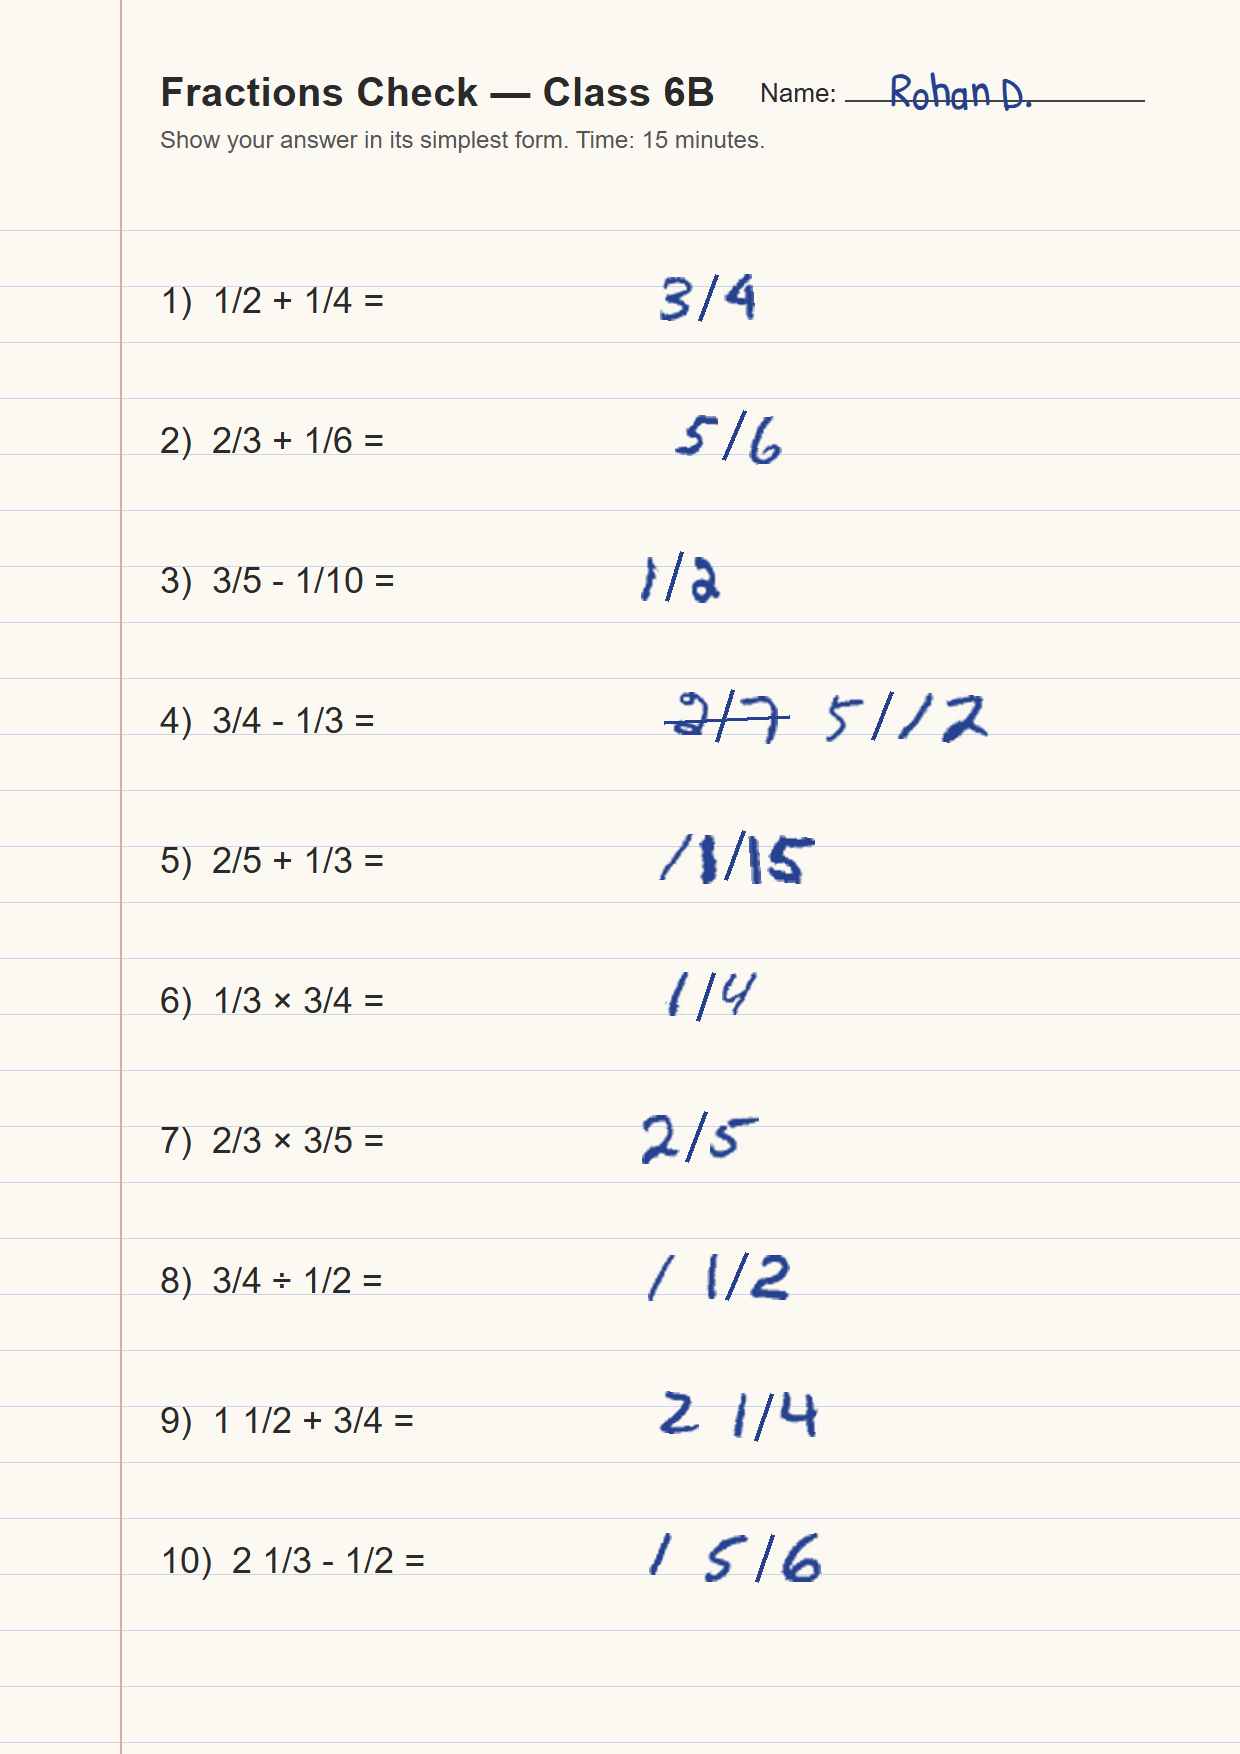 Fractions Check — Class 6B Name: Rohan D.
Show your answer in its simplest form. Time: 15 minutes.
1) 1/2 + 1/4 = 3/4
2) 2/3 + 1/6 = 5/6
3) 3/5 - 1/10 = 1/2
4) 3/4 - 1/3 = 2/7 5/12
5) 2/5 + 1/3 = 11/15
6) 1/3 × 3/4 = 1/4
7) 2/3 × 3/5 = 2/5
8) 3/4 ÷ 1/2 = 1 1/2
9) 1 1/2 + 3/4 = 2 1/4
10) 2 1/3 - 1/2 = 1 5/6